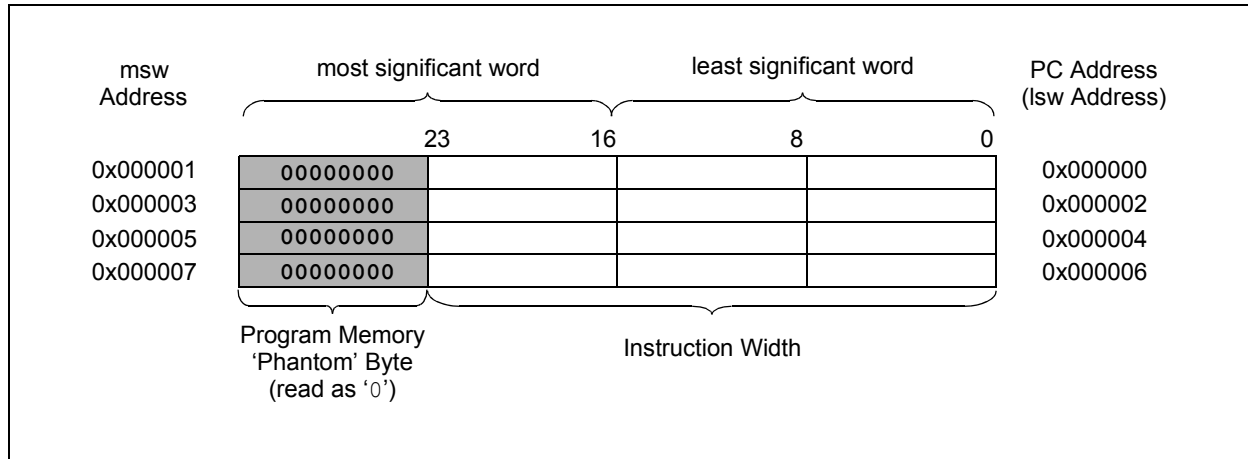 msw
Address
most significant word
least significant word
PC Address
(lsw Address)
23
16
8
0
0x000001
00000000
0x000000
0x000003
00000000
0x000002
0x000005
00000000
0x000004
0x000007
00000000
0x000006
Program Memory
‘Phantom’ Byte
(read as ‘0’)
Instruction Width